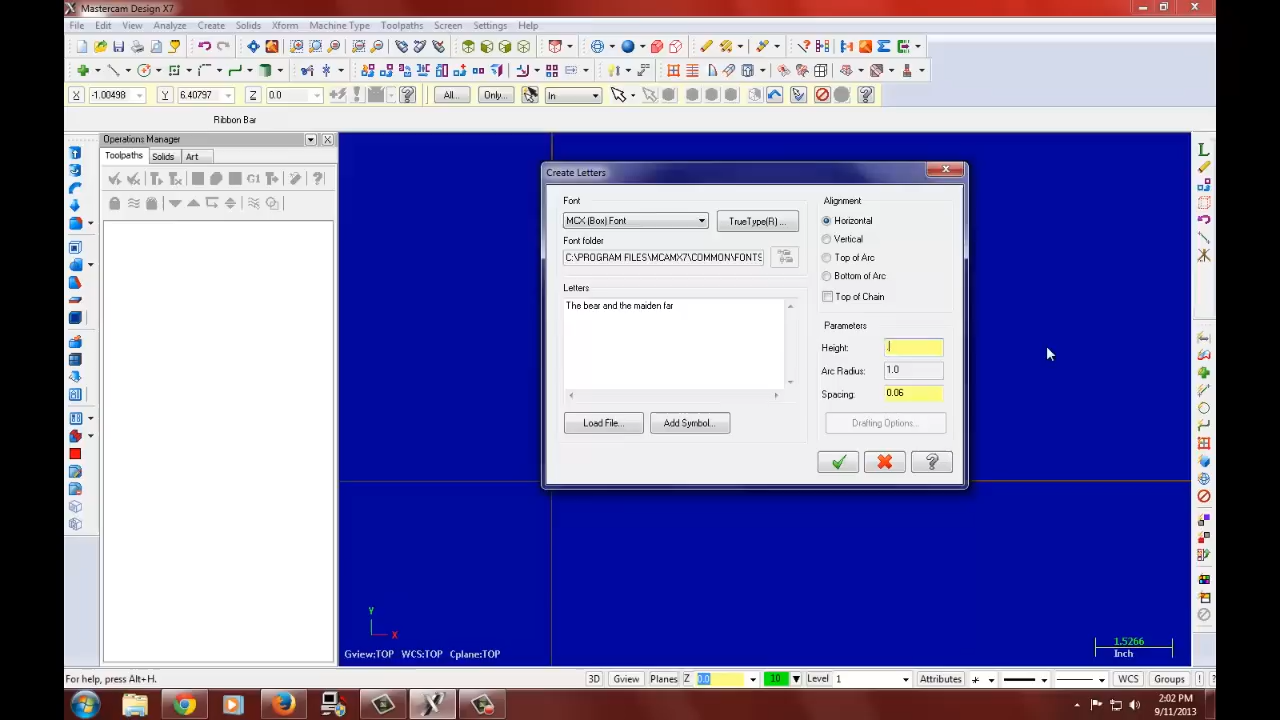 Mastercam Design X7
File Edit View Analyze Create Solids Xform Machine Type Toolpaths Screen Settings Help
X -1.00498 Y 6.40797 Z 0.0 All... Only... In
Ribbon Bar
Operations Manager
Toolpaths Solids Art
G1
Create Letters
Font
MCX (Box) Font TrueType(R) ...
Font folder
C:\PROGRAM FILES\MCAMX7\COMMON\FONTS
Letters
The bear and the maiden far
Load File... Add Symbol...
Alignment
Horizontal
Vertical
Top of Arc
Bottom of Arc
Top of Chain
Parameters
Height: .
Arc Radius: 1.0
Spacing: 0.06
Drafting Options...
Y
X
Gview:TOP WCS:TOP Cplane:TOP
1.5266
Inch
For help, press Alt+H.
3D Gview Planes Z 0.0 10 Level 1 Attributes WCS Groups
2:02 PM
9/11/2013